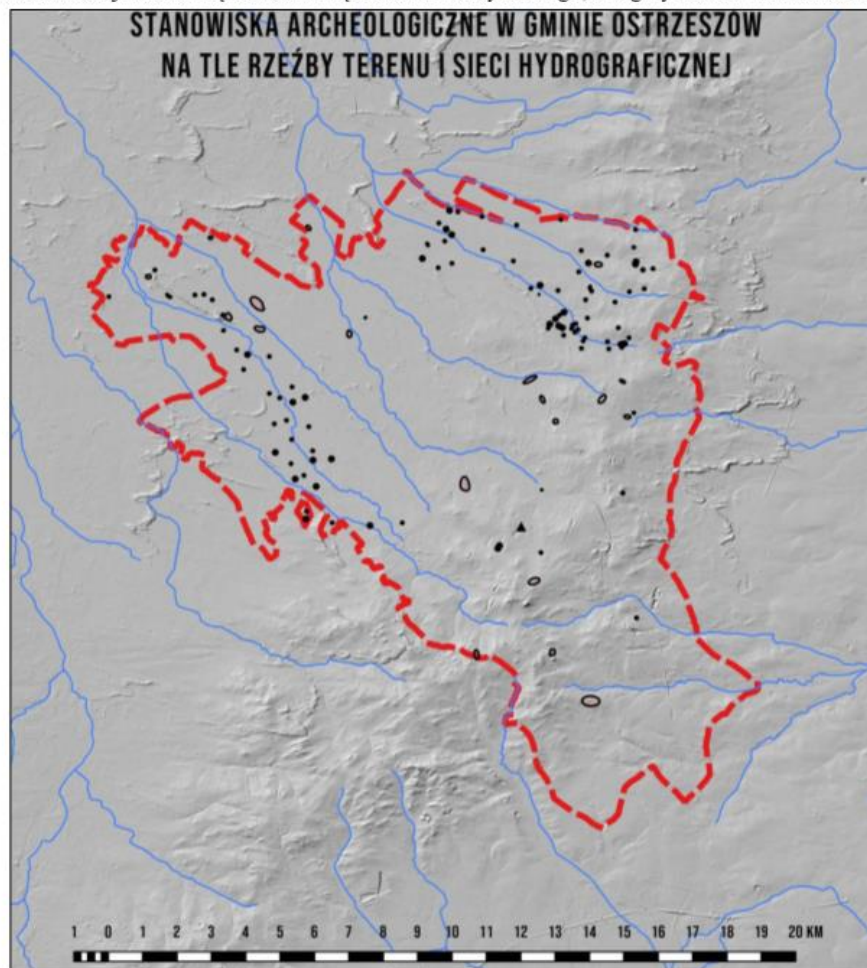 STANOWISKA ARCHEOLOGICZNE W GMINIE OSTRZESZÓW
NA TLE RZEŹBY TERENU I SIECI HYDROGRAFICZNEJ
1 0 1 2 3 4 5 6 7 8 9 10 11 12 13 14 15 16 17 18 19 20 KM